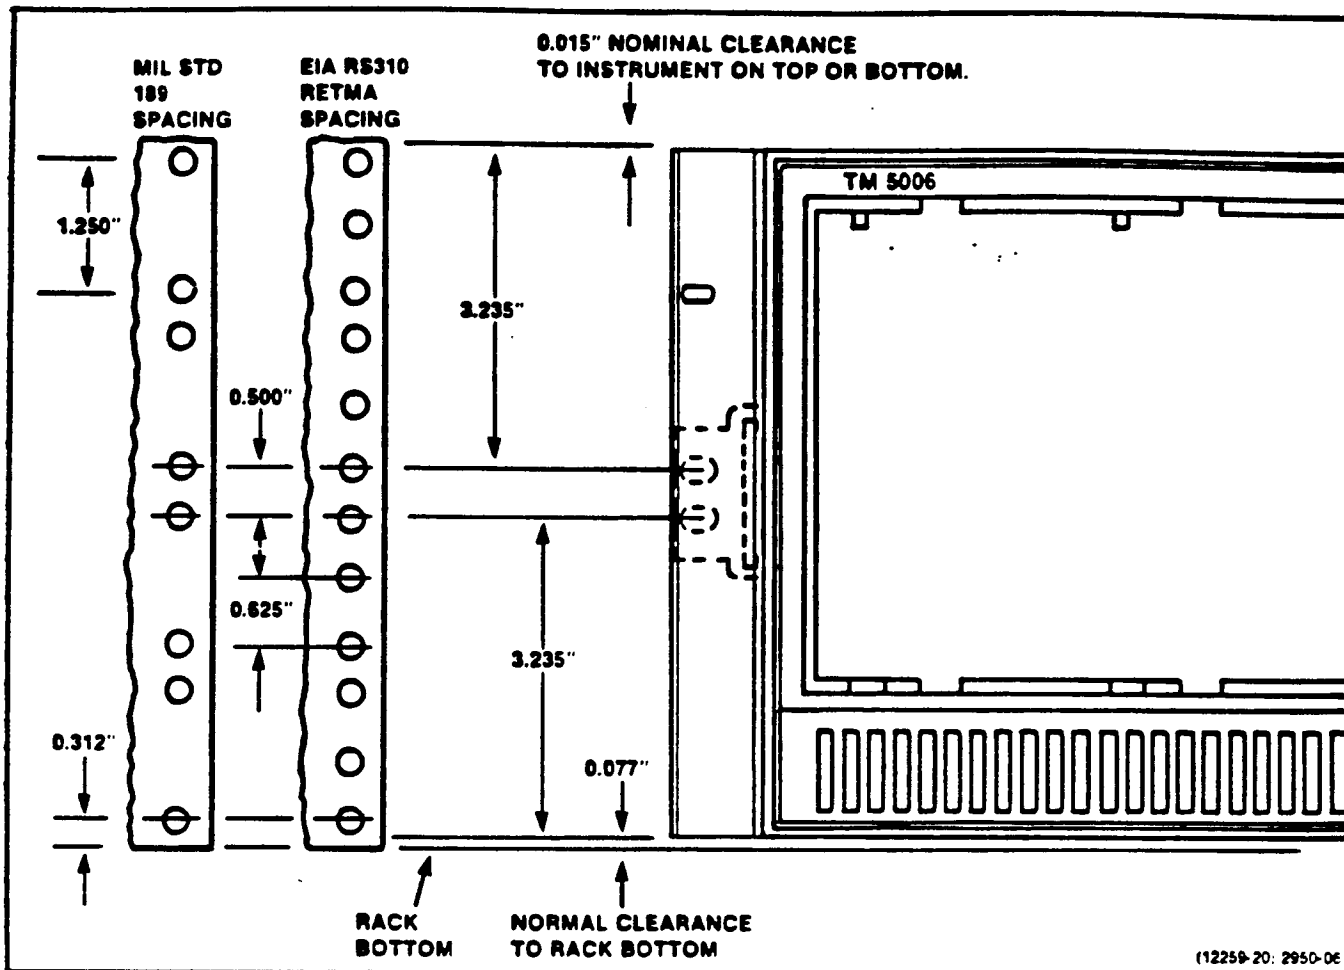 0.015" NOMINAL CLEARANCE
TO INSTRUMENT ON TOP OR BOTTOM.
MIL STD
189
SPACING
EIA RS310
RETMA
SPACING
TM 5006
1.250"
3.235"
0.500"
0.625"
3.235"
0.312"
0.077"
RACK
BOTTOM
NORMAL CLEARANCE
TO RACK BOTTOM
(12259-20: 2950-06